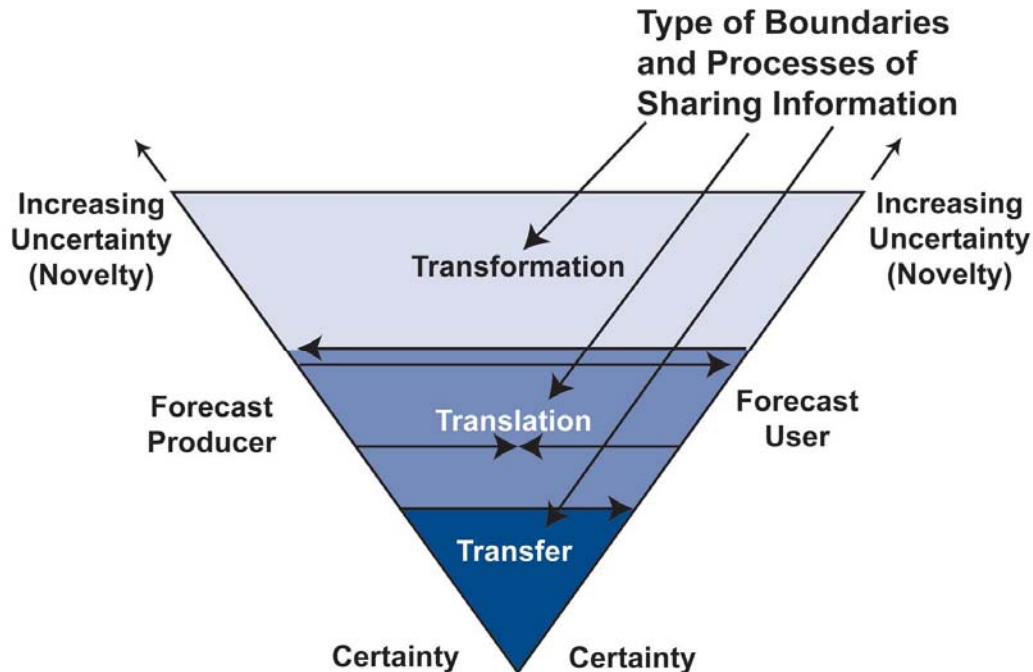 Type of Boundaries
and Processes of
Sharing Information
Increasing
Uncertainty
(Novelty)
Increasing
Uncertainty
(Novelty)
Transformation
Forecast
Producer
Translation
Forecast
User
Transfer
Certainty
Certainty